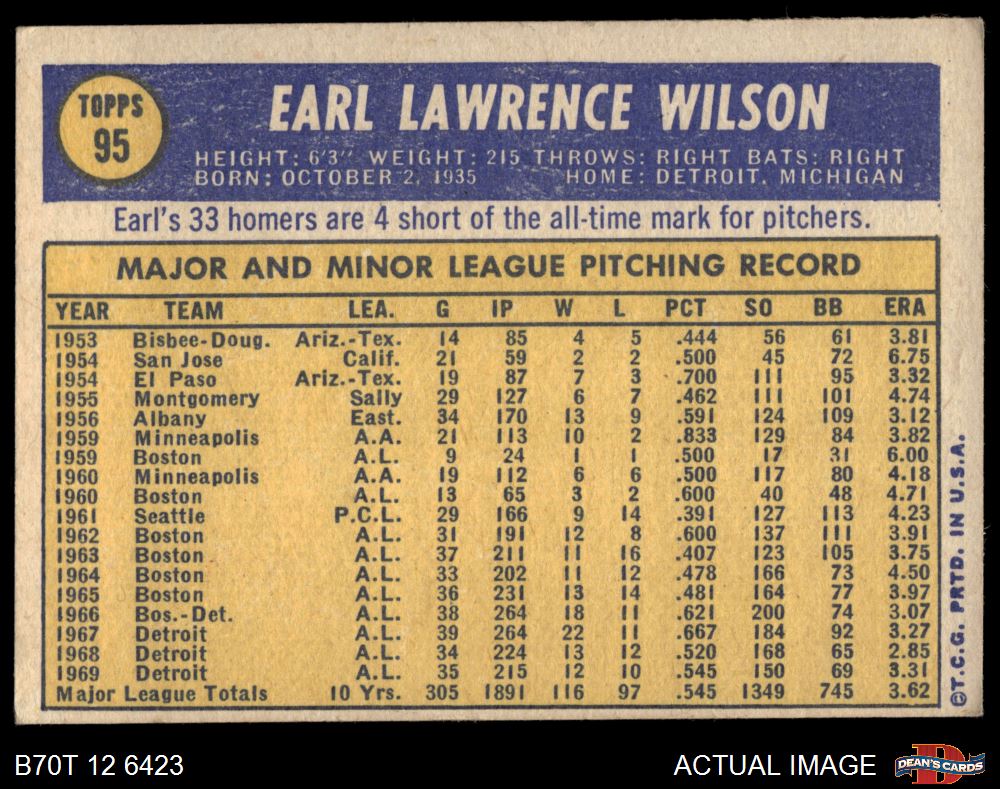 TOPPS
95
EARL LAWRENCE WILSON
HEIGHT: 6'3" WEIGHT: 215 THROWS: RIGHT BATS: RIGHT
BORN: OCTOBER 2, 1935 HOME: DETROIT, MICHIGAN
Earl's 33 homers are 4 short of the all-time mark for pitchers.
MAJOR AND MINOR LEAGUE PITCHING RECORD
YEAR TEAM LEA. G IP W L PCT SO BB ERA
1953 Bisbee-Doug. Ariz.-Tex. 14 85 4 5 .444 56 61 3.81
1954 San Jose Calif. 21 59 2 2 .500 45 72 6.75
1954 El Paso Ariz.-Tex. 19 87 7 3 .700 111 95 3.32
1955 Montgomery Sally 29 127 6 7 .462 111 101 4.74
1956 Albany East. 34 170 13 9 .591 124 109 3.12
1959 Minneapolis A.A. 21 113 10 2 .833 129 84 3.82
1959 Boston A.L. 9 24 1 1 .500 17 31 6.00
1960 Minneapolis A.A. 19 112 6 6 .500 117 80 4.18
1960 Boston A.L. 13 65 3 2 .600 40 48 4.71
1961 Seattle P.C.L. 29 166 9 14 .391 127 113 4.23
1962 Boston A.L. 31 191 12 8 .600 137 111 3.91
1963 Boston A.L. 37 211 11 16 .407 123 105 3.75
1964 Boston A.L. 33 202 11 12 .478 166 73 4.50
1965 Boston A.L. 36 231 13 14 .481 164 77 3.97
1966 Bos.-Det. A.L. 38 264 18 11 .621 200 74 3.07
1967 Detroit A.L. 39 264 22 11 .667 184 92 3.27
1968 Detroit A.L. 34 224 13 12 .520 168 65 2.85
1969 Detroit A.L. 35 215 12 10 .545 150 69 3.31
Major League Totals 10 Yrs. 305 1891 116 97 .545 1349 745 3.62
©T.C.G. PRTD. IN U.S.A.
B70T 12 6423
ACTUAL IMAGE
DEAN'S CARDS